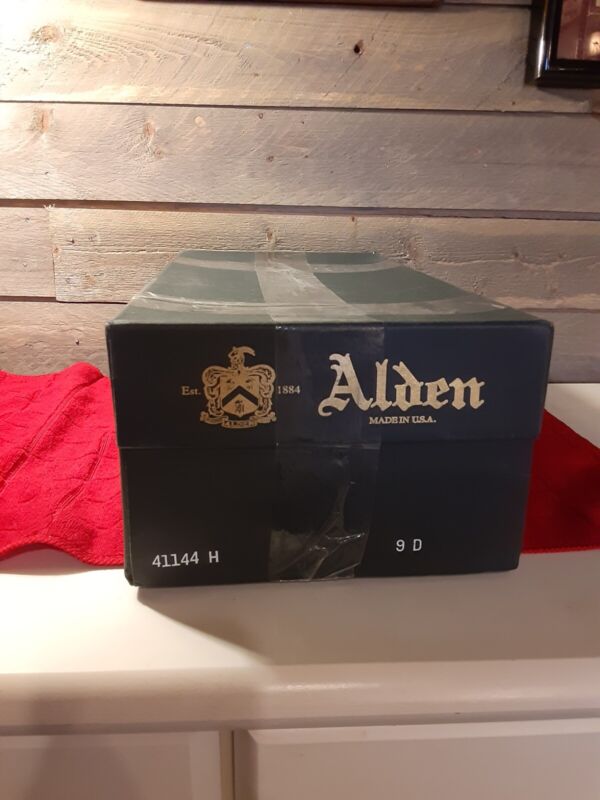 Est. 1884
Alden
MADE IN U.S.A.
41144 H
9 D